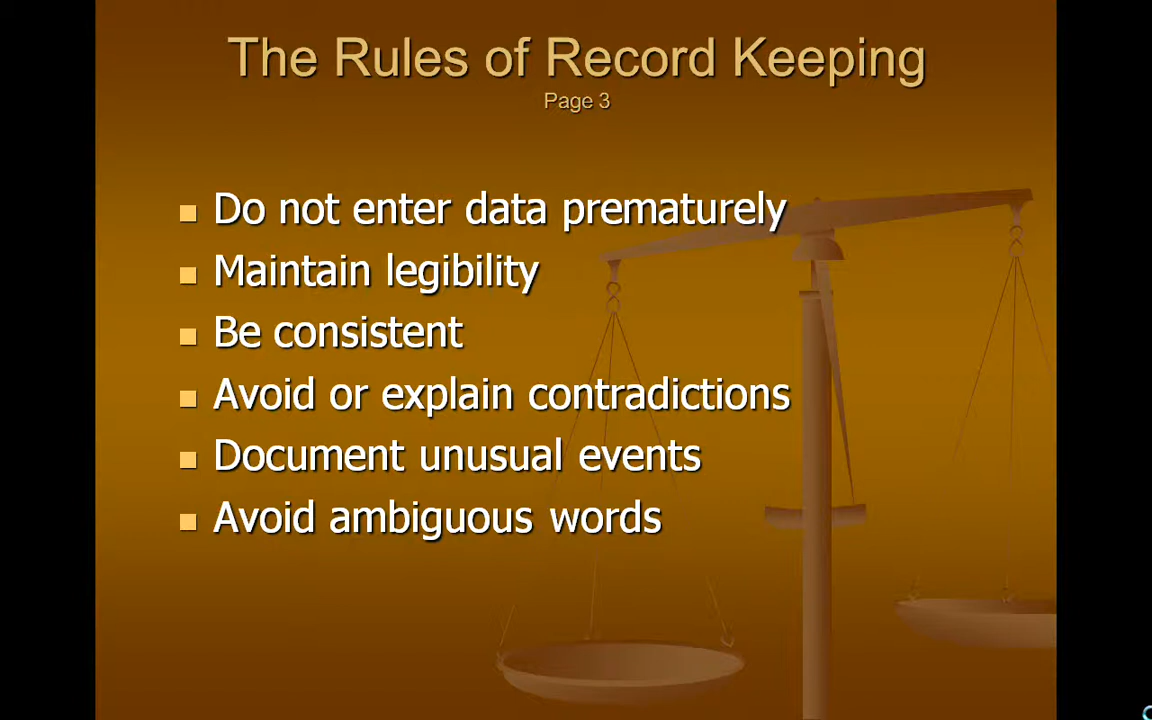 The Rules of Record Keeping
Page 3
Do not enter data prematurely
Maintain legibility
Be consistent
Avoid or explain contradictions
Document unusual events
Avoid ambiguous words